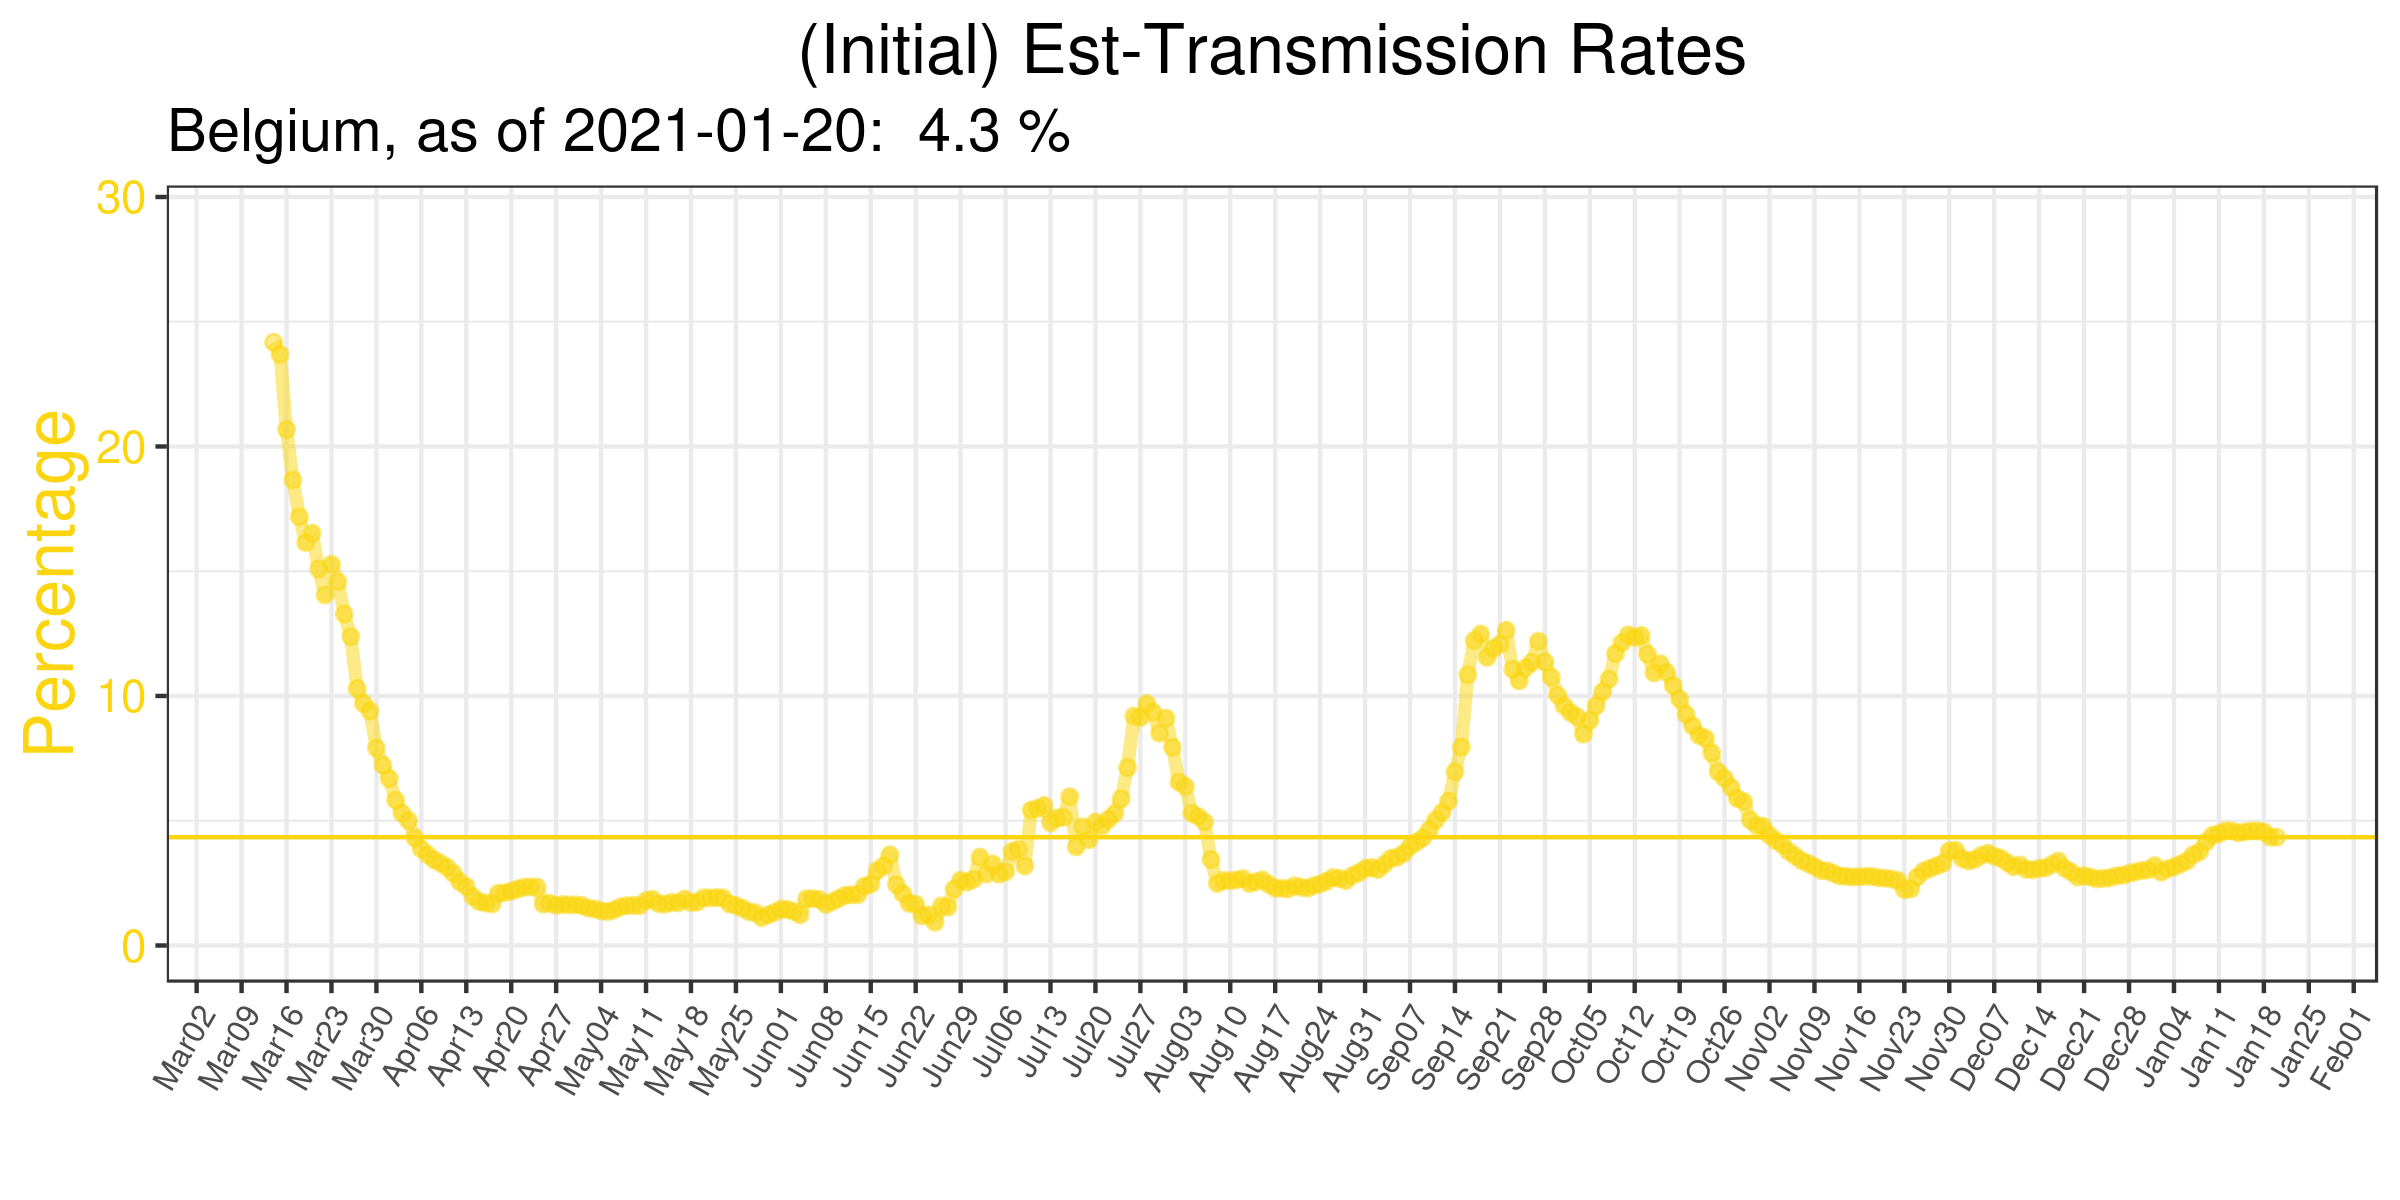 (Initial) Est-Transmission Rates
Belgium, as of 2021-01-20:  4.3 %
Percentage
30
20
10
0
Mar02
Mar09
Mar16
Mar23
Mar30
Apr06
Apr13
Apr20
Apr27
May04
May11
May18
May25
Jun01
Jun08
Jun15
Jun22
Jun29
Jul06
Jul13
Jul20
Jul27
Aug03
Aug10
Aug17
Aug24
Aug31
Sep07
Sep14
Sep21
Sep28
Oct05
Oct12
Oct19
Oct26
Nov02
Nov09
Nov16
Nov23
Nov30
Dec07
Dec14
Dec21
Dec28
Jan04
Jan11
Jan18
Jan25
Feb01